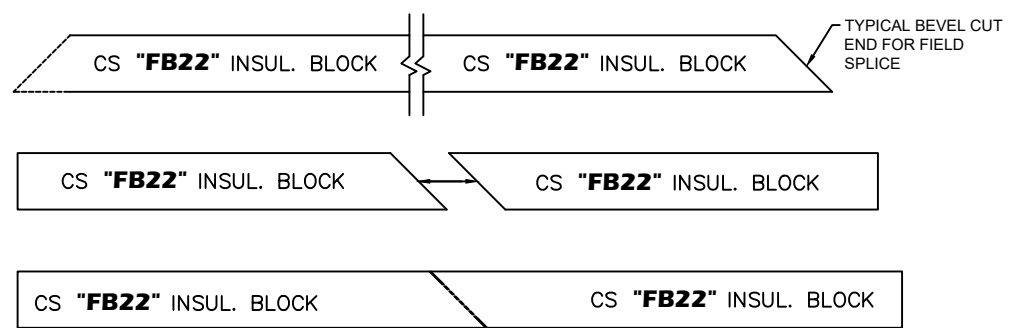 CS "FB22" INSUL. BLOCK
CS "FB22" INSUL. BLOCK
TYPICAL BEVEL CUT
END FOR FIELD
SPLICE
CS "FB22" INSUL. BLOCK
CS "FB22" INSUL. BLOCK
CS "FB22" INSUL. BLOCK
CS "FB22" INSUL. BLOCK